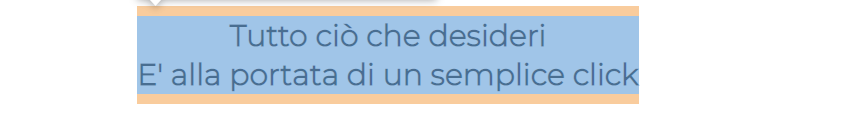 Tutto ciò che desideri
E' alla portata di un semplice click